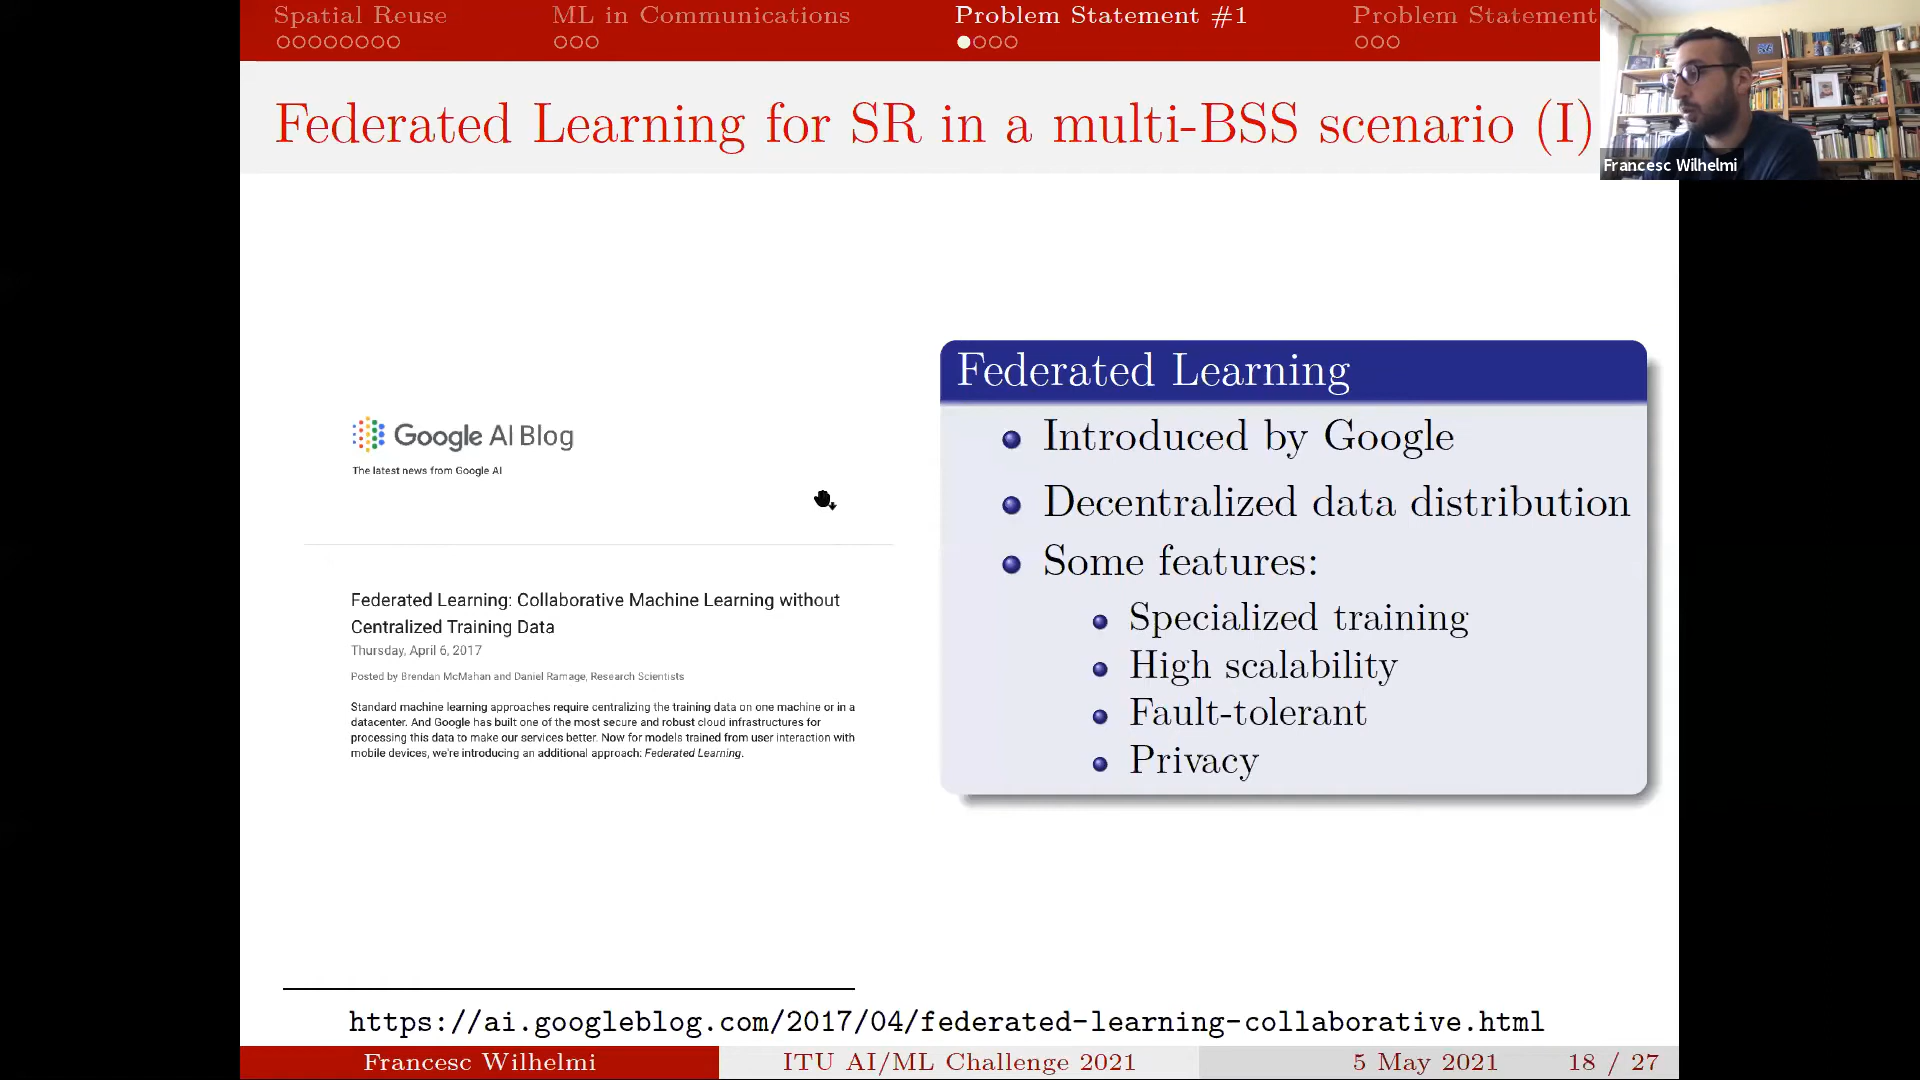 Spatial Reuse
ML in Communications
Problem Statement #1
Problem Statement
Federated Learning for SR in a multi-BSS scenario (I)
Francesc Wilhelmi
Google AI Blog
The latest news from Google AI
Federated Learning: Collaborative Machine Learning without
Centralized Training Data
Thursday, April 6, 2017
Posted by Brendan McMahan and Daniel Ramage, Research Scientists
Standard machine learning approaches require centralizing the training data on one machine or in a
datacenter. And Google has built one of the most secure and robust cloud infrastructures for
processing this data to make our services better. Now for models trained from user interaction with
mobile devices, we're introducing an additional approach: Federated Learning.
Federated Learning
Introduced by Google
Decentralized data distribution
Some features:
Specialized training
High scalability
Fault-tolerant
Privacy
https://ai.googleblog.com/2017/04/federated-learning-collaborative.html
Francesc Wilhelmi
ITU AI/ML Challenge 2021
5 May 2021
18 / 27